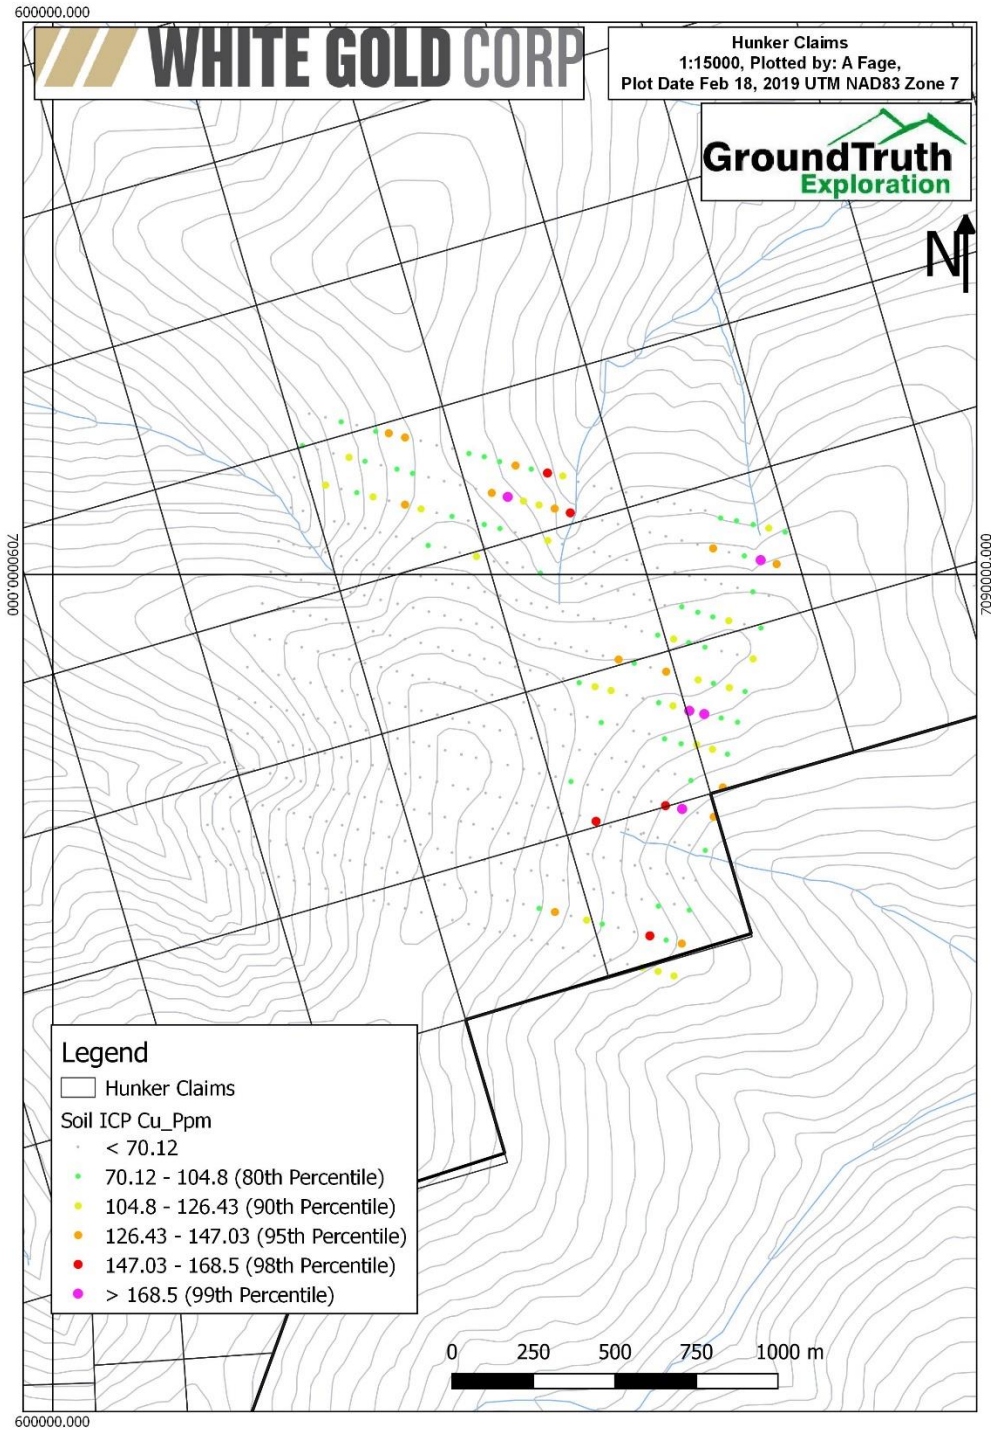 600000.000
WHITE GOLD CORP
Hunker Claims
1:15000, Plotted by: A Fage,
Plot Date Feb 18, 2019 UTM NAD83 Zone 7
GroundTruth
Exploration
N
7090000.000
7090000.000
Legend
Hunker Claims
Soil ICP Cu_Ppm
< 70.12
70.12 - 104.8 (80th Percentile)
104.8 - 126.43 (90th Percentile)
126.43 - 147.03 (95th Percentile)
147.03 - 168.5 (98th Percentile)
> 168.5 (99th Percentile)
0 250 500 750 1000 m
600000.000